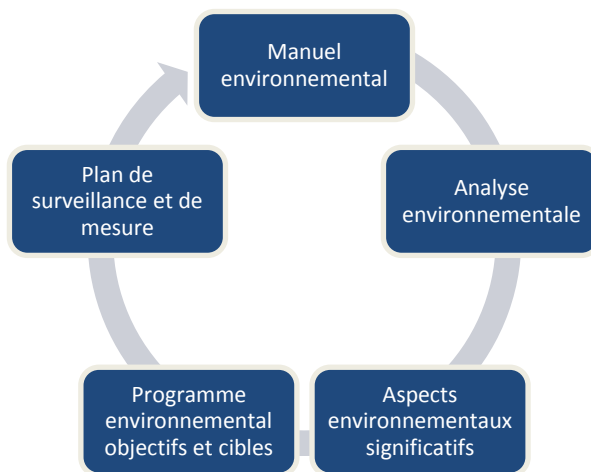 Manuel
environnemental
Analyse
environnementale
Aspects
environnementaux
significatifs
Programme
environnemental
objectifs et cibles
Plan de
surveillance et de
mesure